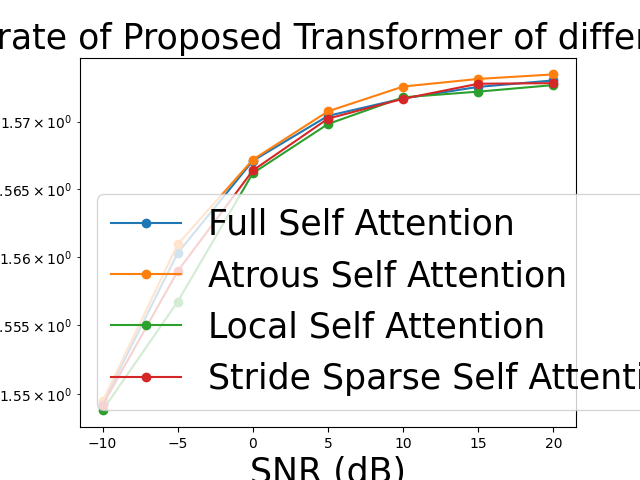 rate of Proposed Transformer of differ
1.57 × 10⁰
.565 × 10⁰
1.56 × 10⁰
.555 × 10⁰
1.55 × 10⁰
Full Self Attention
Atrous Self Attention
Local Self Attention
Stride Sparse Self Attenti
−10 −5 0 5 10 15 20
SNR (dB)